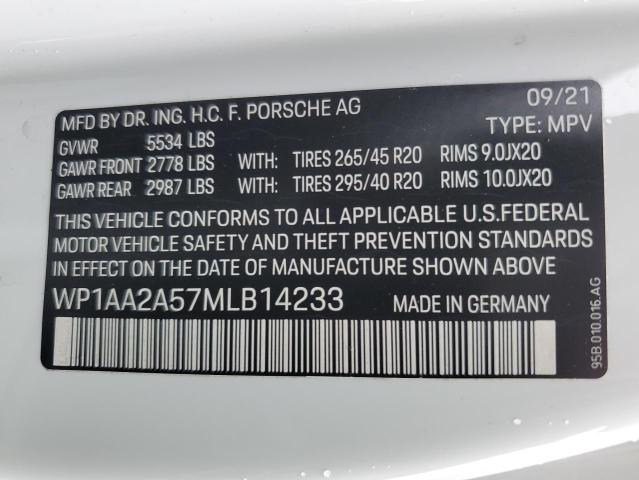 MFD BY DR. ING. H.C. F. PORSCHE AG 09/21
GVWR 5534 LBS TYPE: MPV
GAWR FRONT 2778 LBS WITH: TIRES 265/45 R20 RIMS 9.0JX20
GAWR REAR 2987 LBS WITH: TIRES 295/40 R20 RIMS 10.0JX20
THIS VEHICLE CONFORMS TO ALL APPLICABLE U.S.FEDERAL
MOTOR VEHICLE SAFETY AND THEFT PREVENTION STANDARDS
IN EFFECT ON THE DATE OF MANUFACTURE SHOWN ABOVE
WP1AA2A57MLB14233 MADE IN GERMANY
95B.010.016.AG